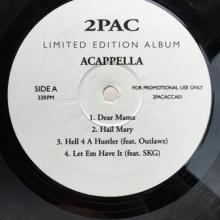 2PAC
LIMITED EDITION ALBUM
ACAPPELLA
SIDE A
33RPM
FOR PROMOTIONAL USE ONLY
2PACACCA01
1. Dear Mama
2. Hail Mary
3. Hell 4 A Hustler (feat. Outlawz)
4. Let Em Have It (feat. SKG)